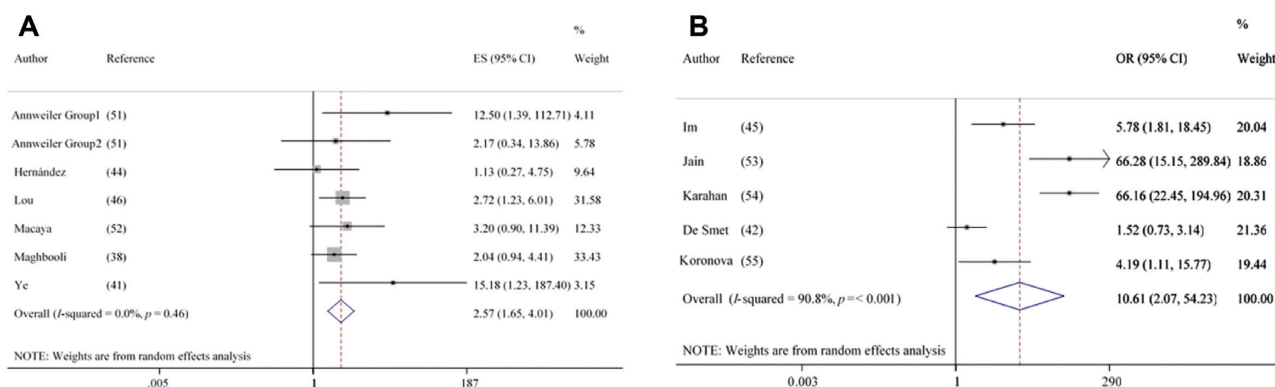 A
%
Author Reference ES (95% CI) Weight
Annweiler Group1 (51) 12.50 (1.39, 112.71) 4.11
Annweiler Group2 (51) 2.17 (0.34, 13.86) 5.78
Hernández (44) 1.13 (0.27, 4.75) 9.64
Lou (46) 2.72 (1.23, 6.01) 31.58
Macaya (52) 3.20 (0.90, 11.39) 12.33
Maghbooli (38) 2.04 (0.94, 4.41) 33.43
Ye (41) 15.18 (1.23, 187.40) 3.15
Overall (I-squared = 0.0%, p = 0.46) 2.57 (1.65, 4.01) 100.00
NOTE: Weights are from random effects analysis
.005 1 187
B
%
Author Reference OR (95% CI) Weight
Im (45) 5.78 (1.81, 18.45) 20.04
Jain (53) 66.28 (15.15, 289.84) 18.86
Karahan (54) 66.16 (22.45, 194.96) 20.31
De Smet (42) 1.52 (0.73, 3.14) 21.36
Koronova (55) 4.19 (1.11, 15.77) 19.44
Overall (I-squared = 90.8%, p =< 0.001) 10.61 (2.07, 54.23) 100.00
NOTE: Weights are from random effects analysis
0.003 1 290